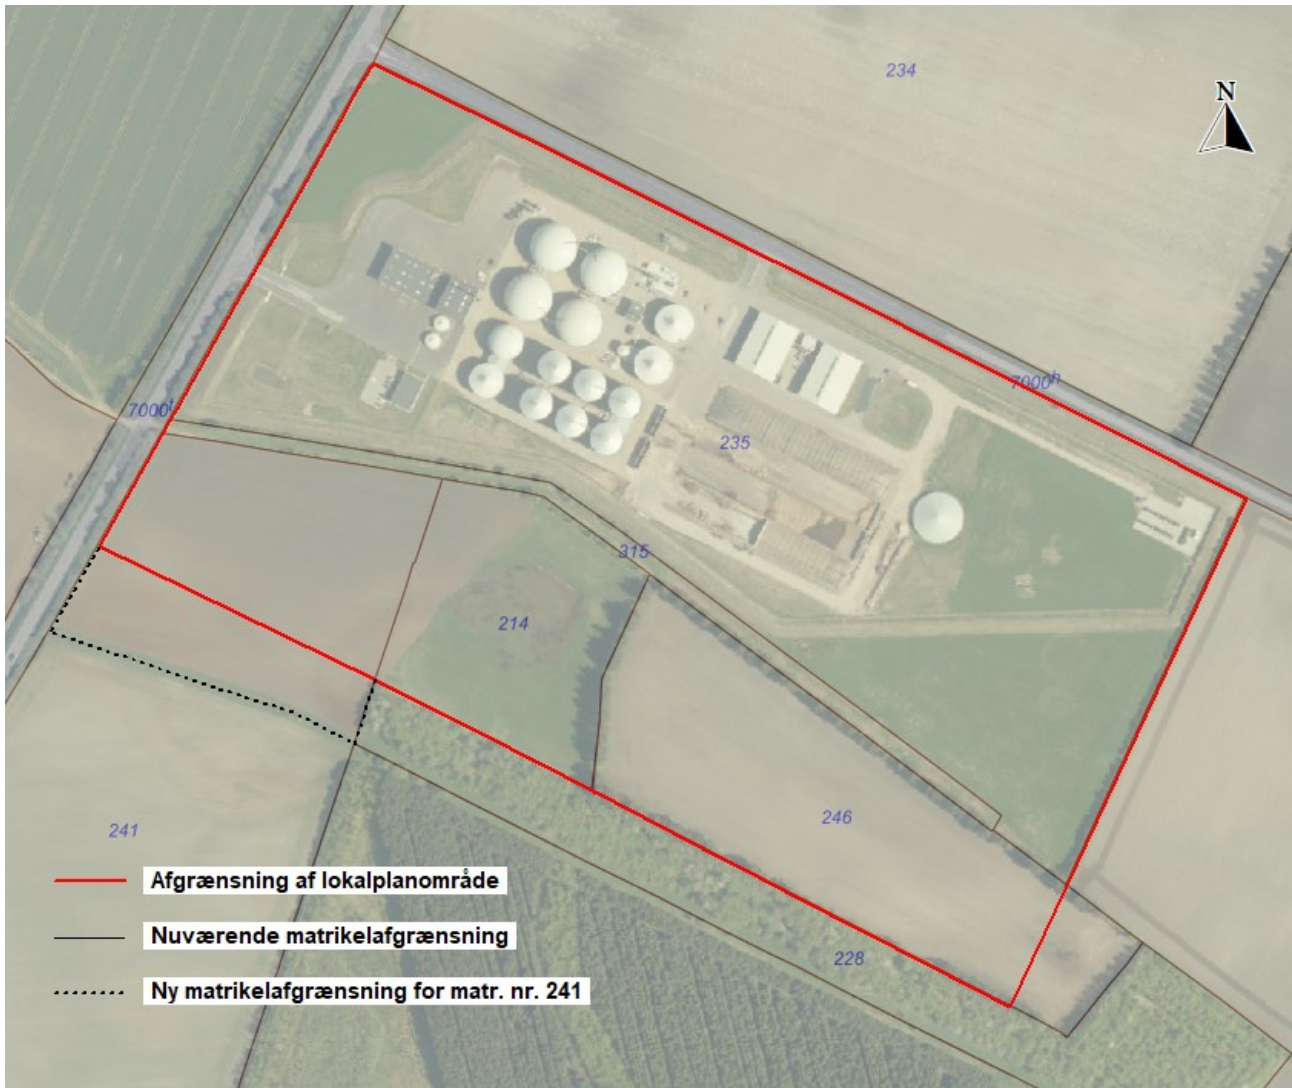 234
N
7000h
7000f
235
315
214
246
241
228
Afgrænsning af lokalplanområde
Nuværende matrikelafgrænsning
Ny matrikelafgrænsning for matr. nr. 241